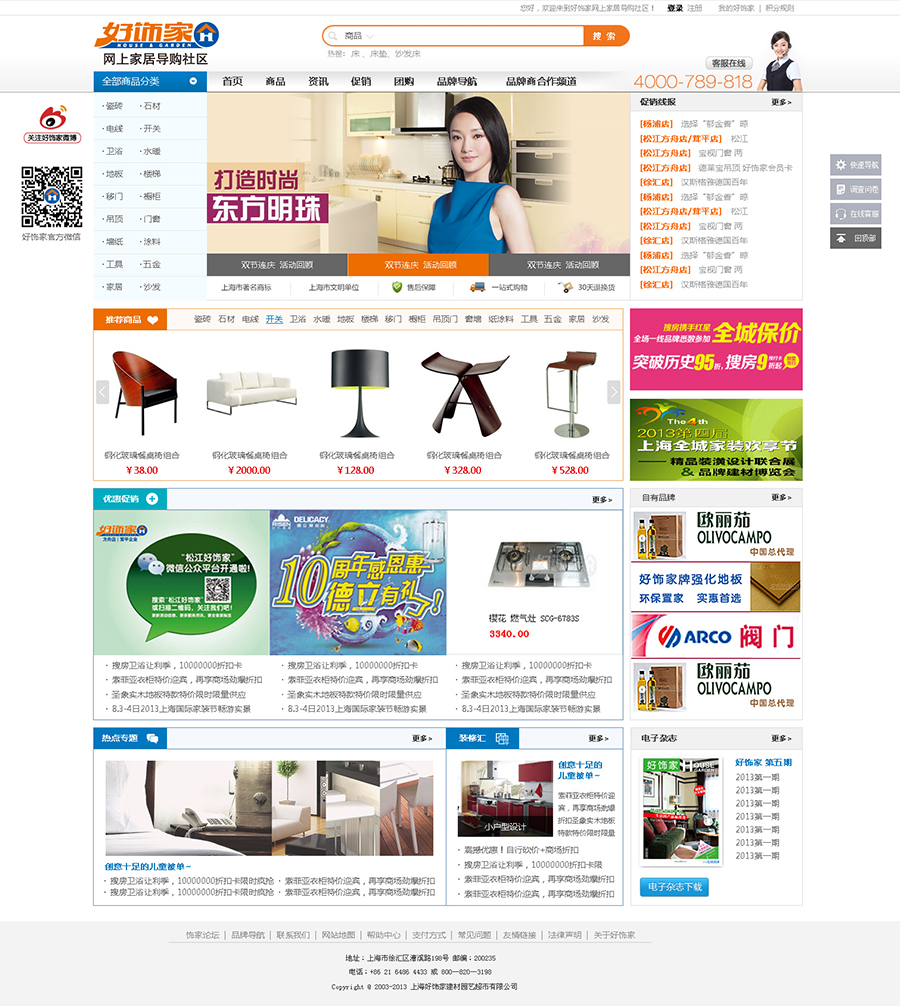 您好，欢迎来到好饰家网上家居导购社区！ 登录 注册 我的好饰家 | 积分规则
好饰家
HOUSE & GARDEN
网上家居导购社区
商品
搜 索
热搜：床 、床垫、沙发床
客服在线
4000-789-818
全部商品分类
首页 商品 资讯 促销 团购 品牌导航 品牌商合作频道
关注好饰家微博
好饰家官方微信
·瓷砖 ·石材
·电线 ·开关
·卫浴 ·水暖
·地板 ·楼梯
·移门 ·橱柜
·吊顶 ·门窗
·墙纸 ·涂料
·工具 ·五金
·家居 ·沙发
打造时尚
东方明珠
双节连庆 活动回顾
双节连庆 活动回顾
双节连庆 活动回顾
上海市著名商标
上海市文明单位
售后保障
一站式购物
30天退换货
促销线报 更多>
[杨浦店] 选择“郁金香”晾
[松江方舟店/莘平店] 松江
[松江方舟店] 宝视门窗 两
[松江方舟店] 德莱宝吊顶 好饰家会员卡
[徐汇店] 汉斯格雅德国百年
[杨浦店] 选择“郁金香”晾
[松江方舟店/莘平店] 松江
[松江方舟店] 宝视门窗 两
[徐汇店] 汉斯格雅德国百年
[杨浦店] 选择“郁金香”晾
[松江方舟店] 宝视门窗 两
[徐汇店] 汉斯格雅德国百年
快速导航
调查问卷
在线客服
回顶部
推荐商品
瓷砖 石材 电线 开关 卫浴 水暖 地板 楼梯 移门 橱柜 吊顶门 套墙 纸涂料 工具 五金 家居 沙发
钢化玻璃餐桌椅组合
￥38.00
钢化玻璃餐桌椅组合
￥2000.00
钢化玻璃餐桌椅组合
￥128.00
钢化玻璃餐桌椅组合
￥328.00
钢化玻璃餐桌椅组合
￥528.00
搜房携手红星
全场一线品牌悉数参加
全城保价
突破历史95折，搜房9折起
The 4th
2013第四届
上海全城家装欢享节
精品装潢设计联合展
& 品牌建材博览会
优惠促销
更多>
好饰家
“松江好饰家”
微信公众平台开通啦！
搜索“松江好饰家”
或扫描二维码，关注我们吧！
DELICACY
10周年感恩惠
德立有礼！
樱花 燃气灶 SCG-6783S
3340.00
· 搜房卫浴让利季，10000000折扣卡
· 索菲亚衣柜特价迎宾，再享商场劲爆折扣
· 圣象实木地板特款特价限时限量供应
· 8.3-4日2013上海国际家装节畅游实景
· 搜房卫浴让利季，10000000折扣卡
· 索菲亚衣柜特价迎宾，再享商场劲爆折扣
· 圣象实木地板特款特价限时限量供应
· 8.3-4日2013上海国际家装节畅游实景
· 搜房卫浴让利季，10000000折扣卡
· 索菲亚衣柜特价迎宾，再享商场劲爆折扣
· 圣象实木地板特款特价限时限量供应
· 8.3-4日2013上海国际家装节畅游实景
自有品牌 更多>
欧丽茄
OLIVOCAMPO
中国总代理
好饰家牌强化地板
环保置家 实惠首选
ARCO 阀门
欧丽茄
OLIVOCAMPO
中国总代理
热点专题
更多>
创意十足的儿童被单~
· 搜房卫浴让利季，10000000折扣卡限时疯抢 · 索菲亚衣柜特价迎宾，再享商场劲爆折扣
· 搜房卫浴让利季，10000000折扣卡限时疯抢 · 索菲亚衣柜特价迎宾，再享商场劲爆折扣
装修汇
更多>
小户型设计
创意十足的
儿童被单~
索菲亚衣柜特价迎
宾，再享商场劲爆
折扣圣象实木地板
特款特价限时限量
· 震撼优惠！自行砍价+商场折扣
· 搜房卫浴让利季，10000000折扣卡限
· 索菲亚衣柜特价迎宾，再享商场劲爆折扣
· 索菲亚衣柜特价迎宾，再享商场劲爆折扣
电子杂志 更多>
好饰家 HOUSE
好饰家 第五期
2013第一期
2013第一期
2013第一期
2013第一期
2013第一期
2013第一期
2013第一期
电子杂志下载
饰家论坛 | 品牌导航 | 联系我们 | 网站地图 | 帮助中心 | 支付方式 | 常见问题 | 友情链接 | 法律声明 | 关于好饰家
地址：上海市徐汇区漕溪路198号 邮编：200235
电话：+86 21 6486 4433 或 800--820--3198
Copyright @ 2003-2013 上海好饰家建材园艺超市有限公司